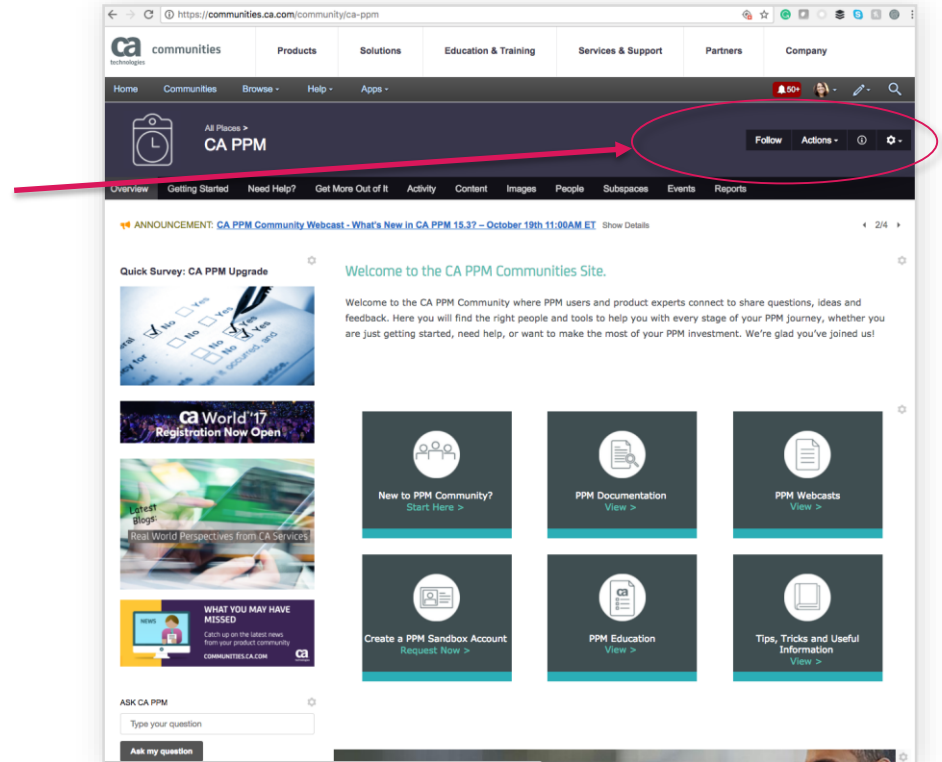 https://communities.ca.com/community/ca-ppm
ca technologies communities
Products Solutions Education & Training Services & Support Partners Company
Home Communities Browse Help Apps 50+
All Places >
CA PPM
Follow Actions
Overview Getting Started Need Help? Get More Out of It Activity Content Images People Subspaces Events Reports
ANNOUNCEMENT: CA PPM Community Webcast - What's New in CA PPM 15.3? – October 19th 11:00AM ET Show Details 2/4
Quick Survey: CA PPM Upgrade
No Yes
No Yes
No Yes
ca World '17
Registration Now Open
Latest
Blogs:
Real World Perspectives from CA Services
NEWS
WHAT YOU MAY HAVE
MISSED
Catch up on the latest news
from your product community
COMMUNITIES.CA.COM
ca
ASK CA PPM
Type your question
Ask my question
Welcome to the CA PPM Communities Site.
Welcome to the CA PPM Community where PPM users and product experts connect to share questions, ideas and
feedback. Here you will find the right people and tools to help you with every stage of your PPM journey, whether you
are just getting started, need help, or want to make the most of your PPM investment. We're glad you've joined us!
New to PPM Community?
Start Here >
PPM Documentation
View >
PPM Webcasts
View >
Create a PPM Sandbox Account
Request Now >
ca
PPM Education
View >
Tips, Tricks and Useful
Information
View >